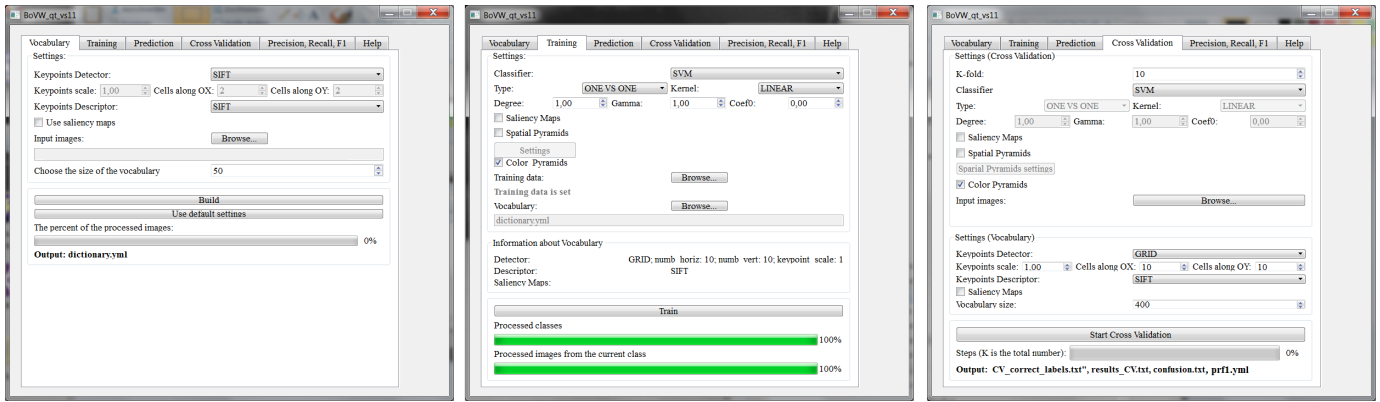 BoVW_qt_vs11
Vocabulary Training Prediction Cross Validation Precision, Recall, F1 Help
Settings:
Keypoints Detector: SIFT
Keypoints scale: 1,00 Cells along OX: 2 Cells along OY: 2
Keypoints Descriptor: SIFT
Use saliency maps
Input images: Browse...
Choose the size of the vocabulary 50
Build
Use default settings
The percent of the processed images:
0%
Output: dictionary.yml
BoVW_qt_vs11
Vocabulary Training Prediction Cross Validation Precision, Recall, F1 Help
Settings:
Classifier: SVM
Type: ONE VS ONE Kernel: LINEAR
Degree: 1,00 Gamma: 1,00 Coef0: 0,00
Saliency Maps
Spatial Pyramids
Settings
Color Pyramids
Training data: Browse...
Training data is set
Vocabulary: Browse...
dictionary.yml
Information about Vocabulary
Detector: GRID; numb_horiz: 10; numb_vert: 10; keypoint_scale: 1
Descriptor: SIFT
Saliency Maps:
Train
Processed classes
100%
Processed images from the current class
100%
BoVW_qt_vs11
Vocabulary Training Prediction Cross Validation Precision, Recall, F1 Help
Settings (Cross Validation)
K-fold: 10
Classifier SVM
Type: ONE VS ONE Kernel: LINEAR
Degree: 1,00 Gamma: 1,00 Coef0: 0,00
Saliency Maps
Spatial Pyramids
Sparial Pyramids settings
Color Pyramids
Input images: Browse...
Settings (Vocabulary)
Keypoints Detector: GRID
Keypoints scale: 1,00 Cells along OX: 10 Cells along OY: 10
Keypoints Descriptor: SIFT
Saliency Maps
Vocabulary size: 400
Start Cross Validation
Steps (K is the total number): 0%
Output: CV_correct_labels.txt", results_CV.txt, confusion.txt, prf1.yml